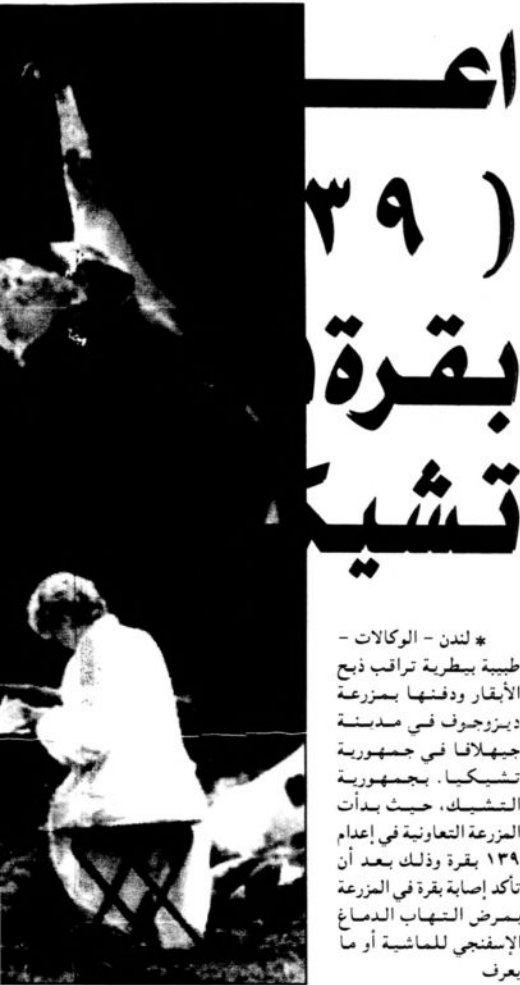 اعـ
( ٣٩
بقرة
تشيكـ
* لندن - الوكالات -
طبيبة بيطرية تراقب ذبح
الأبقار ودفنها بمزرعة
ديزوجوف في مدينة
جيهلافا في جمهورية
تشيكيا. بجمهورية
التشيك، حيث بدأت
المزرعة التعاونية في إعدام
١٣٩ بقرة وذلك بعد أن
تأكد إصابة بقرة في المزرعة
بمرض التهاب الدماغ
الإسفنجي للماشية أو ما
يعرف